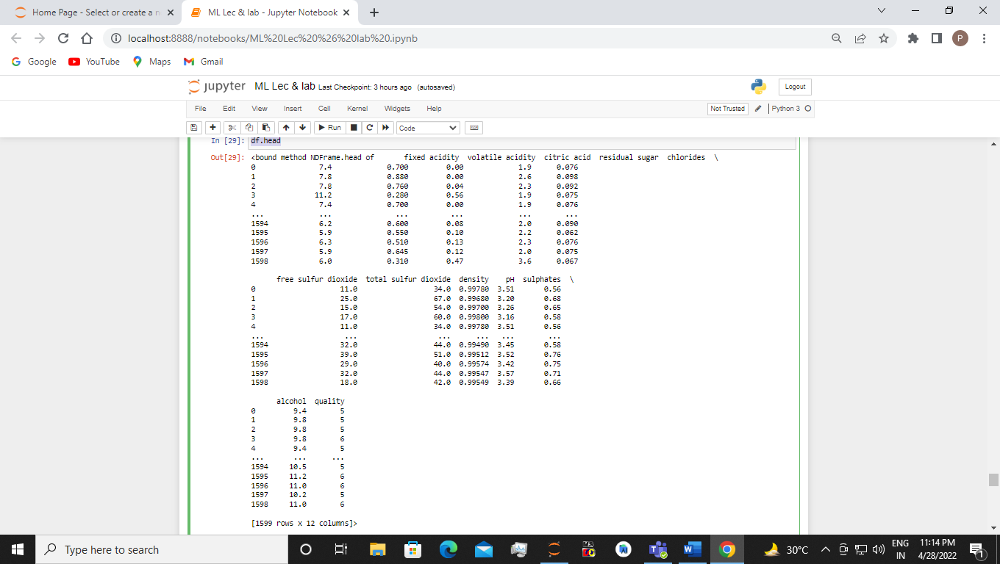 Home Page - Select or create a n
ML Lec & lab - Jupyter Notebook
localhost:8888/notebooks/ML%20Lec%20%26%20lab%20.ipynb
P
Google YouTube Maps Gmail
jupyter ML Lec & lab Last Checkpoint: 3 hours ago (autosaved)
Logout
File Edit View Insert Cell Kernel Widgets Help
Not Trusted
Python 3
Run
Code
In [29]: df.head
Out[29]: <bound method NDFrame.head of fixed acidity volatile acidity citric acid residual sugar chlorides \
0 7.4 0.700 0.00 1.9 0.076
1 7.8 0.880 0.00 2.6 0.098
2 7.8 0.760 0.04 2.3 0.092
3 11.2 0.280 0.56 1.9 0.075
4 7.4 0.700 0.00 1.9 0.076
... ... ... ... ... ...
1594 6.2 0.600 0.08 2.0 0.090
1595 5.9 0.550 0.10 2.2 0.062
1596 6.3 0.510 0.13 2.3 0.076
1597 5.9 0.645 0.12 2.0 0.075
1598 6.0 0.310 0.47 3.6 0.067
free sulfur dioxide total sulfur dioxide density pH sulphates \
0 11.0 34.0 0.99780 3.51 0.56
1 25.0 67.0 0.99680 3.20 0.68
2 15.0 54.0 0.99700 3.26 0.65
3 17.0 60.0 0.99800 3.16 0.58
4 11.0 34.0 0.99780 3.51 0.56
... ... ... ... ... ...
1594 32.0 44.0 0.99490 3.45 0.58
1595 39.0 51.0 0.99512 3.52 0.76
1596 29.0 40.0 0.99574 3.42 0.75
1597 32.0 44.0 0.99547 3.57 0.71
1598 18.0 42.0 0.99549 3.39 0.66
alcohol quality
0 9.4 5
1 9.8 5
2 9.8 5
3 9.8 6
4 9.4 5
... ... ...
1594 10.5 5
1595 11.2 6
1596 11.0 6
1597 10.2 5
1598 11.0 6
[1599 rows x 12 columns]>
Type here to search
30°C
ENG
IN
11:14 PM
4/28/2022
1